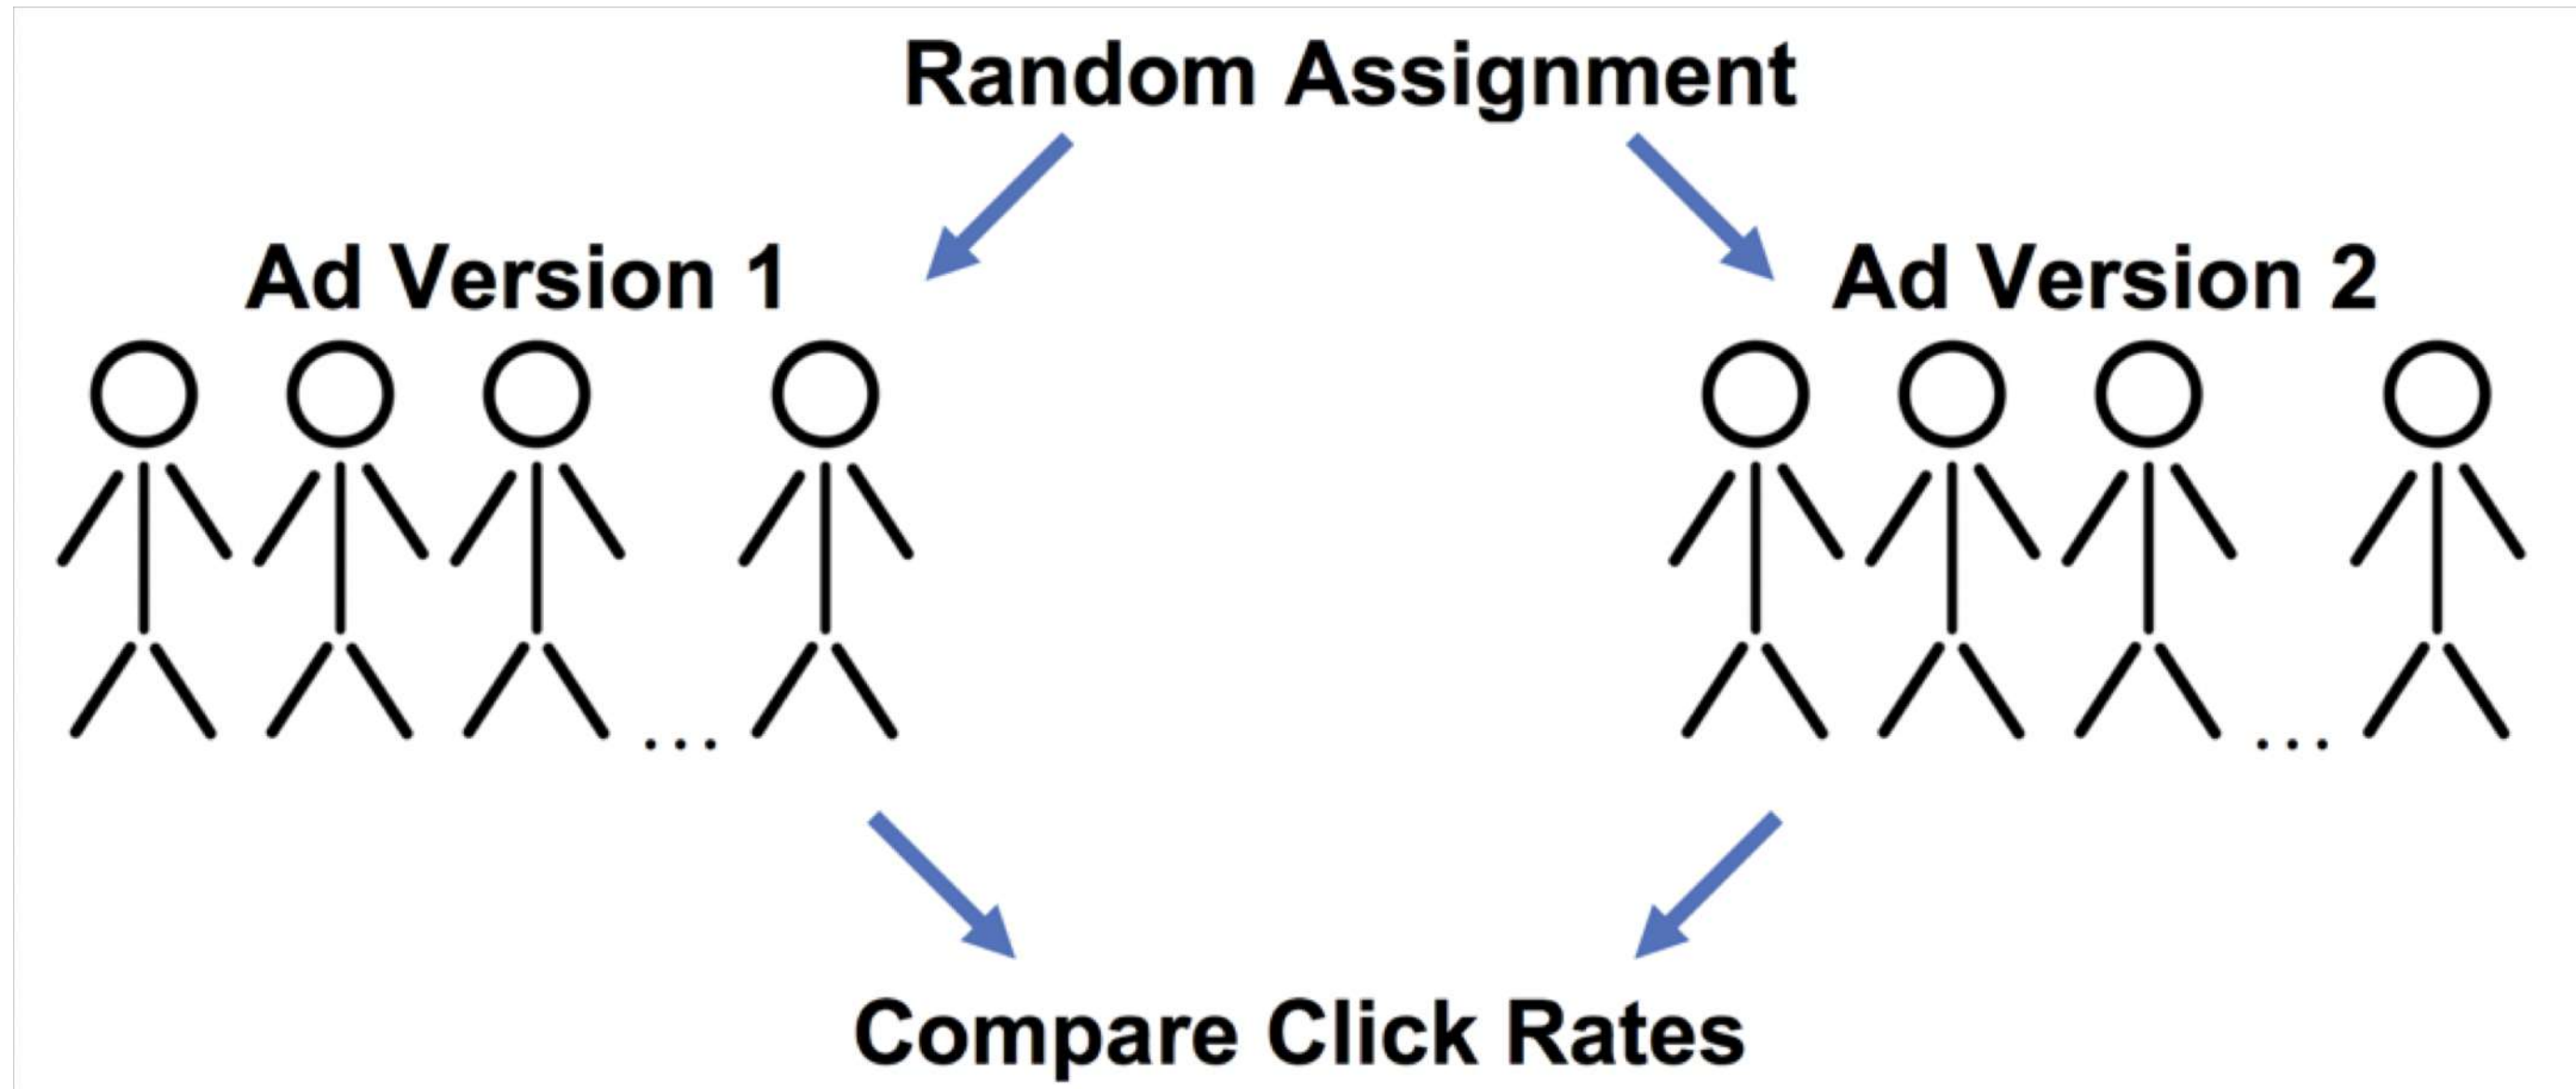 Random Assignment
Ad Version 1
Ad Version 2
...
...
Compare Click Rates